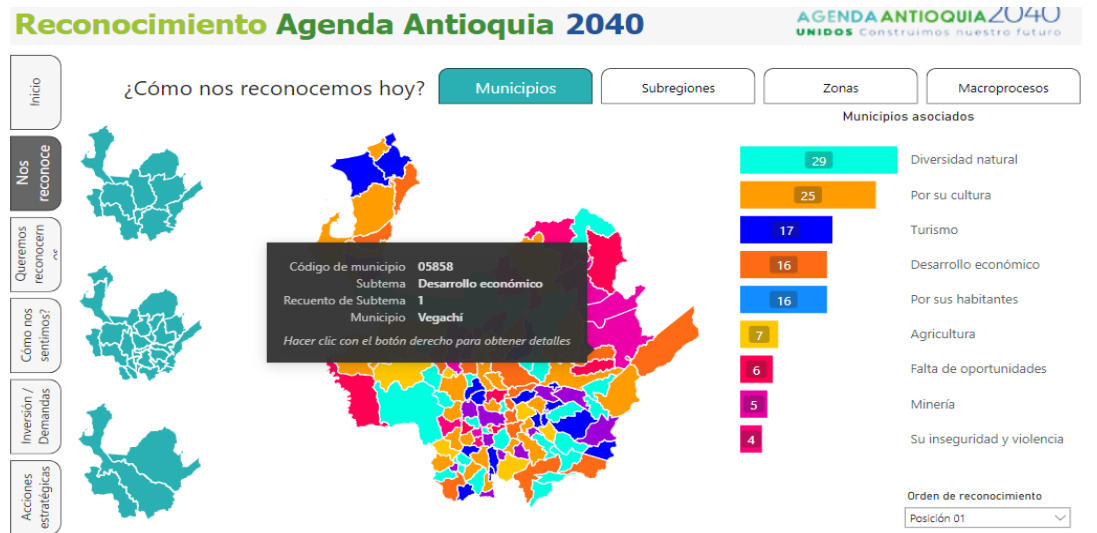 Reconocimiento Agenda Antioquia 2040
AGENDA ANTIOQUIA 2040
UNIDOS Construimos nuestro futuro
Inicio
Nos
reconoce
Queremos
reconocern
os
Cómo nos
sentimos?
Inversión /
Demandas
Acciones
estratégicas
¿Cómo nos reconocemos hoy?
Municipios
Subregiones
Zonas
Macroprocesos
Código de municipio 05858
Subtema Desarrollo económico
Recuento de Subtema 1
Municipio Vegachí
Hacer clic con el botón derecho para obtener detalles
Municipios asociados
29 Diversidad natural
25 Por su cultura
17 Turismo
16 Desarrollo económico
16 Por sus habitantes
7 Agricultura
6 Falta de oportunidades
5 Minería
4 Su inseguridad y violencia
Orden de reconocimiento
Posición 01